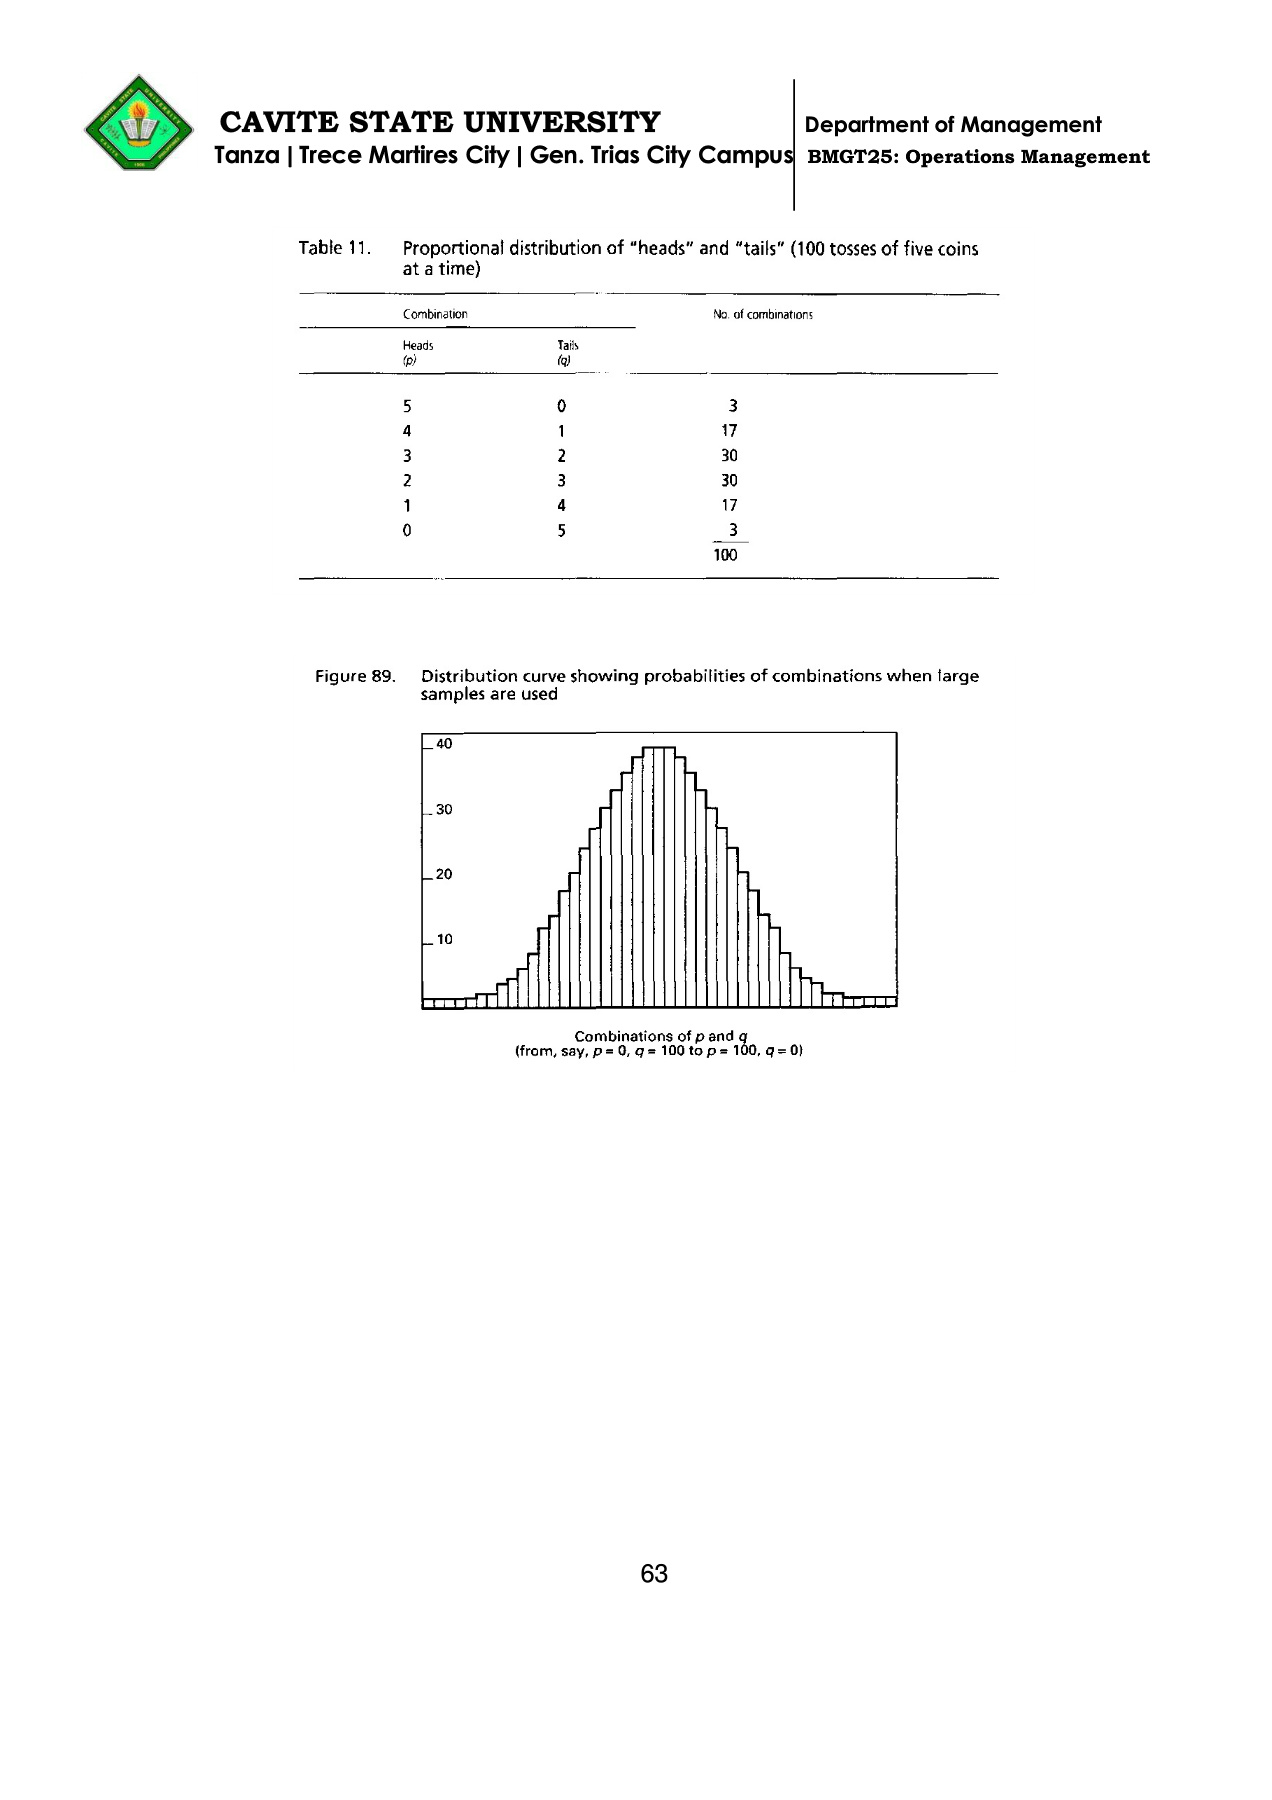 CAVITE STATE UNIVERSITY
Tanza | Trece Martires City | Gen. Trias City Campus
Department of Management
BMGT25: Operations Management
Table 11. Proportional distribution of "heads" and "tails" (100 tosses of five coins
at a time)
Combination No. of combinations
Heads Tails
(p) (q)
5 0 3
4 1 17
3 2 30
2 3 30
1 4 17
0 5 3
100
Figure 89. Distribution curve showing probabilities of combinations when large
samples are used
40
30
20
10
Combinations of p and q
(from, say, p = 0, q = 100 to p = 100, q = 0)
63